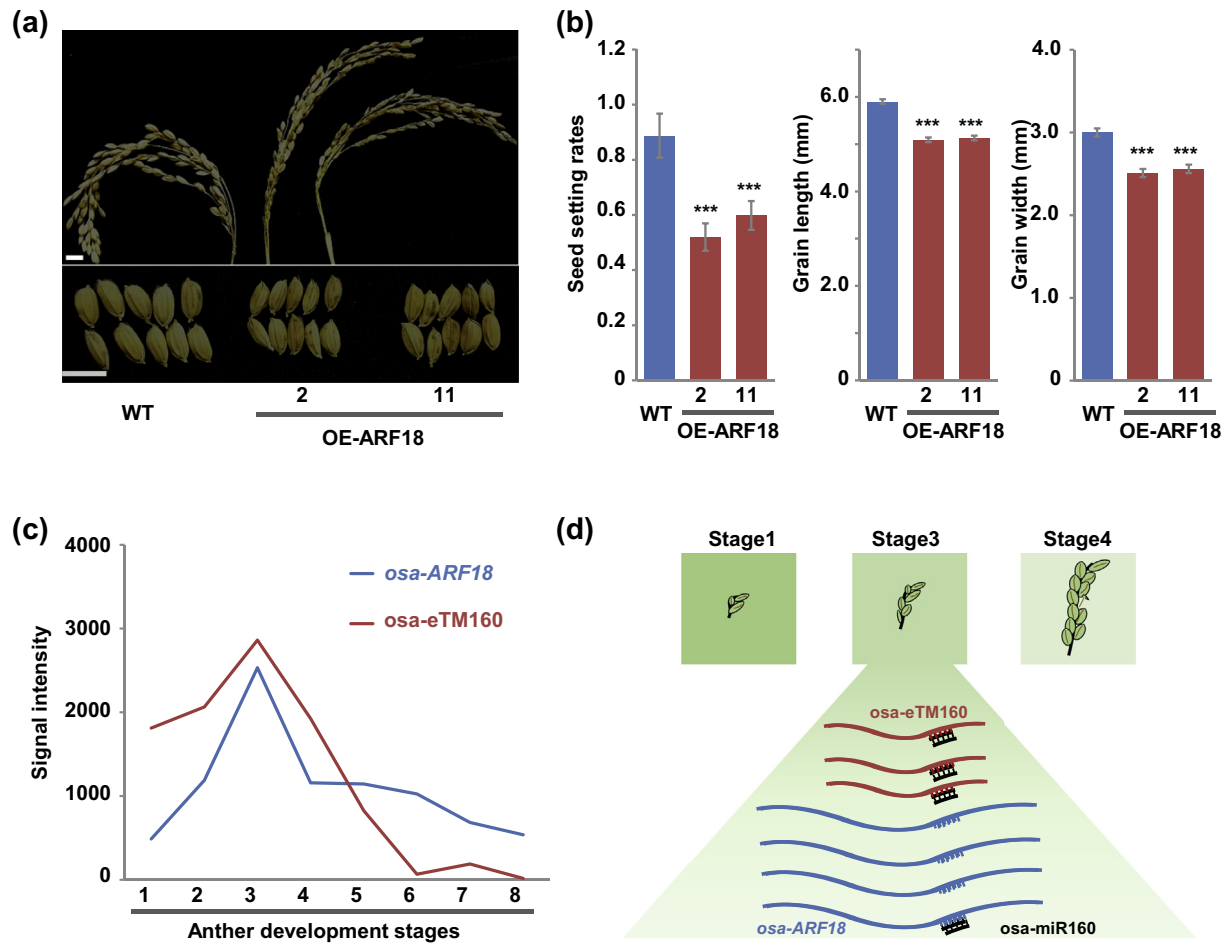 (a)
WT
2 11
OE-ARF18
(b)
Seed setting rates
1.2
1.0
0.8
0.6
0.4
0.2
0
WT
2 11
OE-ARF18
Grain length (mm)
6.0
4.0
2.0
0
*** ***
*** ***
WT
2 11
OE-ARF18
Grain width (mm)
4.0
3.0
2.0
1.0
0
*** ***
WT
2 11
OE-ARF18
(c)
Signal intensity
4000
3000
2000
1000
0
osa-ARF18
osa-eTM160
1 2 3 4 5 6 7 8
Anther development stages
(d)
Stage1 Stage3 Stage4
osa-eTM160
osa-ARF18 osa-miR160